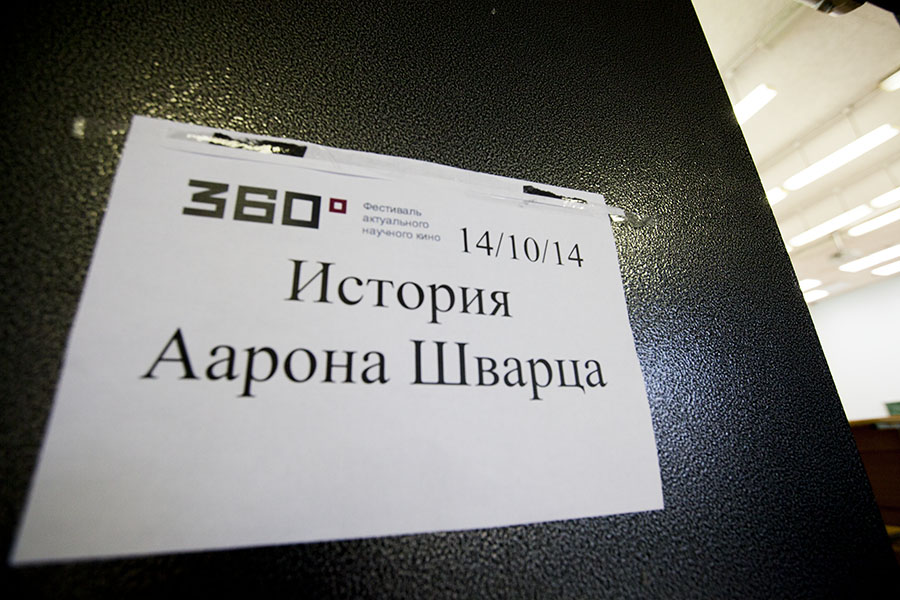 360°
Фестиваль
актуального
научного кино
14/10/14
История
Аарона Шварца